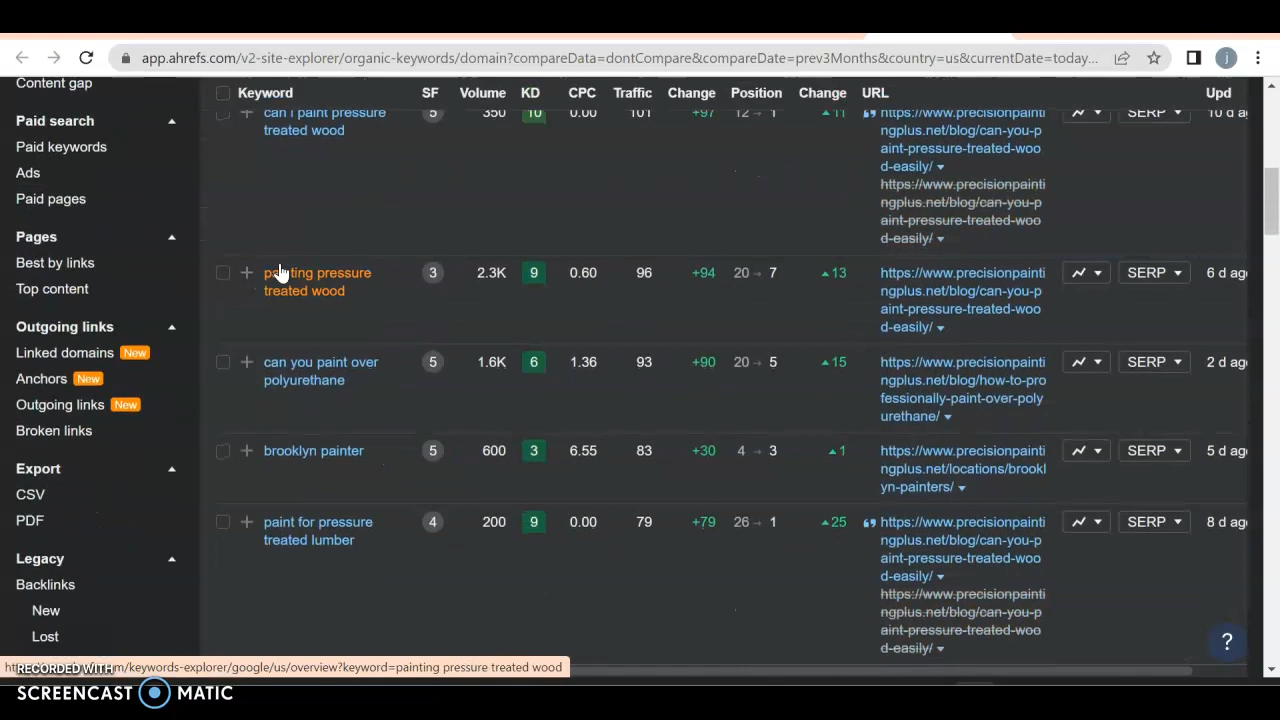 app.ahrefs.com/v2-site-explorer/organic-keywords/domain?compareData=dontCompare&compareDate=prev3Months&country=us&currentDate=today...
j
Content gap
Paid search
Paid keywords
Ads
Paid pages
Pages
Best by links
Top content
Outgoing links
Linked domains New
Anchors New
Outgoing links New
Broken links
Export
CSV
PDF
Legacy
Backlinks
New
Lost
Keyword SF Volume KD CPC Traffic Change Position Change URL Upd
can i paint pressure
treated wood
5 350 10 0.00 101 +97 12 → 1 11
https://www.precisionpainti
ngplus.net/blog/can-you-p
aint-pressure-treated-woo
d-easily/
https://www.precisionpainti
ngplus.net/blog/can-you-p
aint-pressure-treated-woo
d-easily/
SERP 10 d ag
painting pressure
treated wood
3 2.3K 9 0.60 96 +94 20 → 7 13
https://www.precisionpainti
ngplus.net/blog/can-you-p
aint-pressure-treated-woo
d-easily/
SERP 6 d ago
can you paint over
polyurethane
5 1.6K 6 1.36 93 +90 20 → 5 15
https://www.precisionpainti
ngplus.net/blog/how-to-pro
fessionally-paint-over-poly
urethane/
SERP 2 d ago
brooklyn painter
5 600 3 6.55 83 +30 4 → 3 1
https://www.precisionpainti
ngplus.net/locations/brookl
yn-painters/
SERP 5 d ago
paint for pressure
treated lumber
4 200 9 0.00 79 +79 26 → 1 25
https://www.precisionpainti
ngplus.net/blog/can-you-p
aint-pressure-treated-woo
d-easily/
https://www.precisionpainti
ngplus.net/blog/can-you-p
aint-pressure-treated-woo
d-easily/
SERP 8 d ago
?
m/keywords-explorer/google/us/overview?keyword=painting pressure treated wood
RECORDED WITH
SCREENCAST MATIC